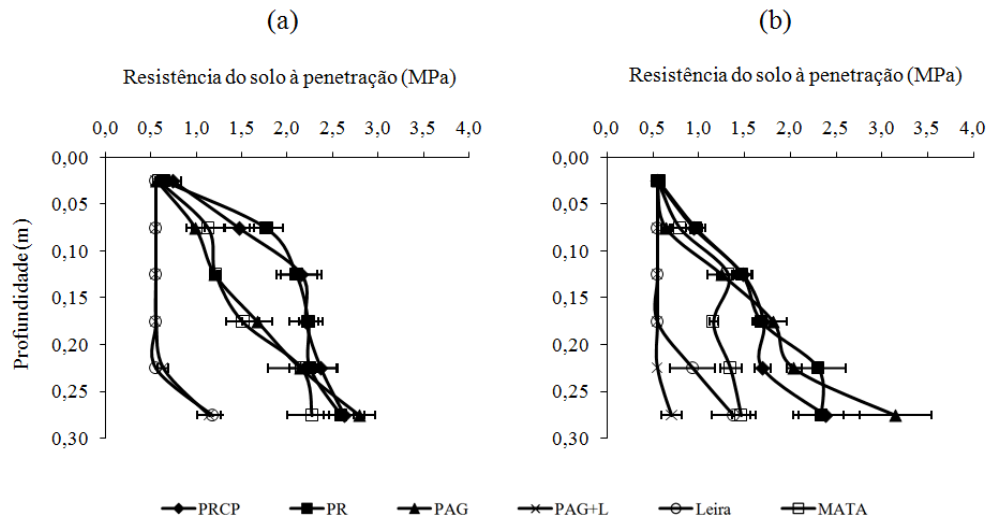 (a)
Resistência do solo à penetração (MPa)
0,0 0,5 1,0 1,5 2,0 2,5 3,0 3,5 4,0
Profundidade(m)
0,00
0,05
0,10
0,15
0,20
0,25
0,30
(b)
Resistência do solo à penetração (MPa)
0,0 0,5 1,0 1,5 2,0 2,5 3,0 3,5 4,0
0,00
0,05
0,10
0,15
0,20
0,25
0,30
PRCP PR PAG PAG+L Leira MATA